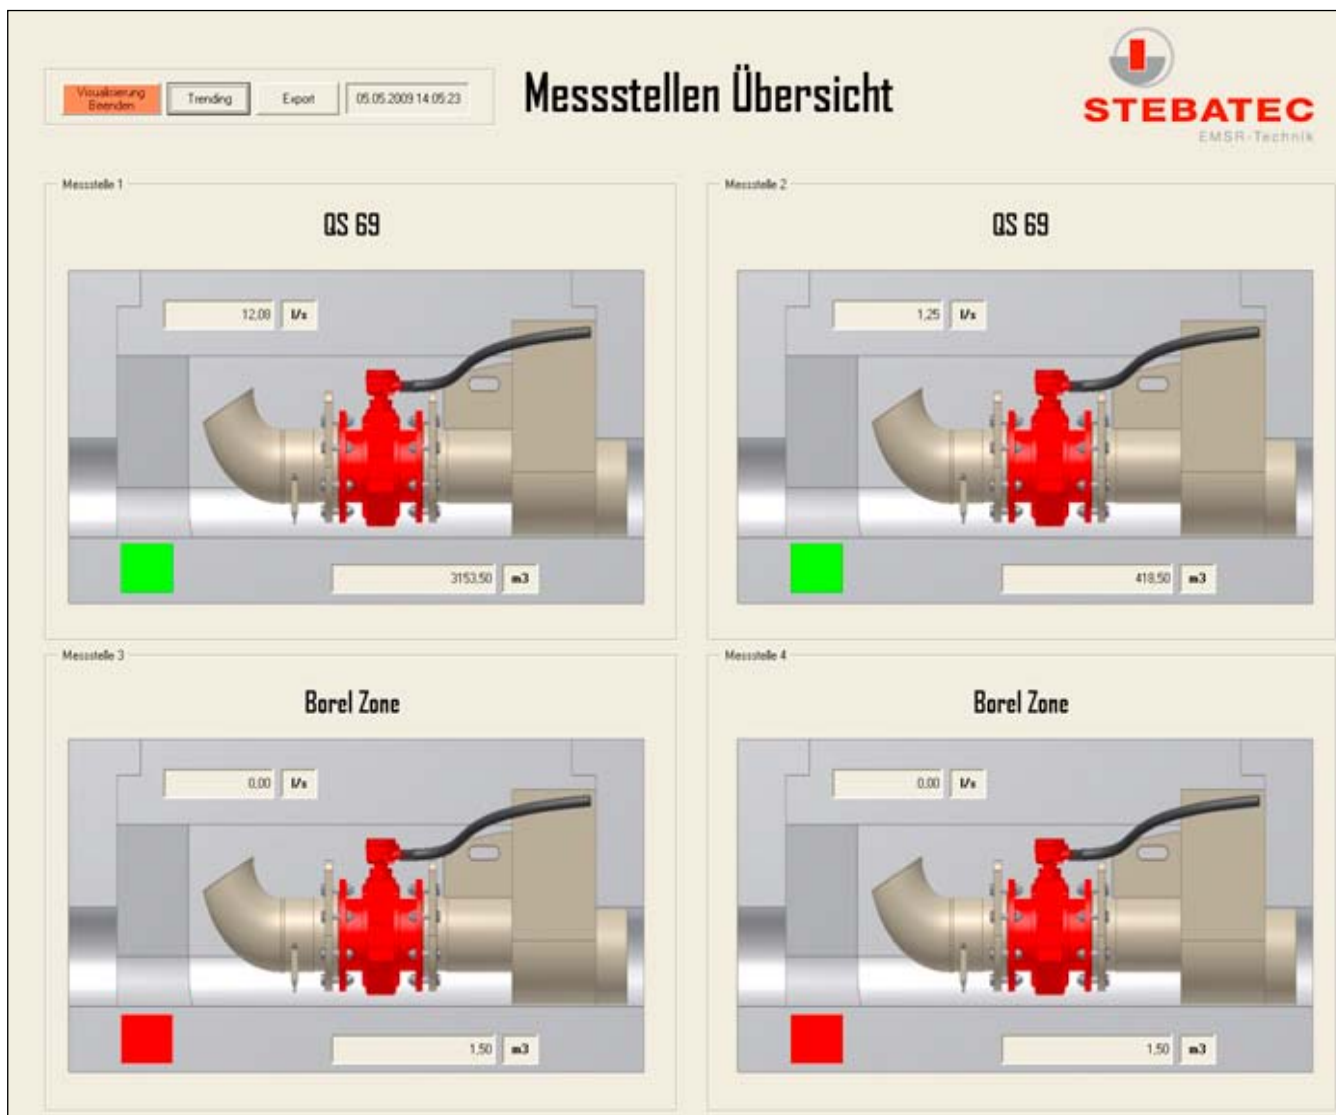 Visualisierung
Beenden
Trending
Export
05.05.2009 14:05:23
Messstellen Übersicht
STEBATEC
EMSR-Technik
Messstelle 1
QS 69
12,08 l/s
3153,50 m3
Messstelle 2
QS 69
1,25 l/s
418,50 m3
Messstelle 3
Borel Zone
0,00 l/s
1,50 m3
Messstelle 4
Borel Zone
0,00 l/s
1,50 m3